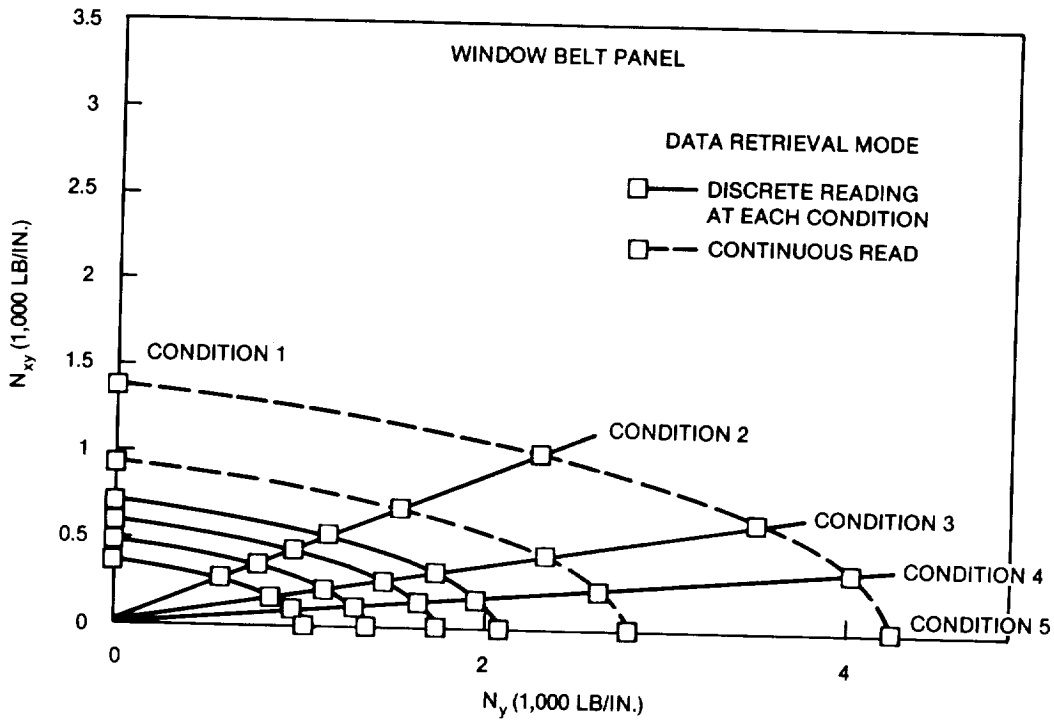 WINDOW BELT PANEL
DATA RETRIEVAL MODE
DISCRETE READING
AT EACH CONDITION
CONTINUOUS READ
3.5
3
2.5
2
1.5
1
0.5
0
Nxy (1,000 LB/IN.)
CONDITION 1
CONDITION 2
CONDITION 3
CONDITION 4
CONDITION 5
0
2
4
Ny (1,000 LB/IN.)